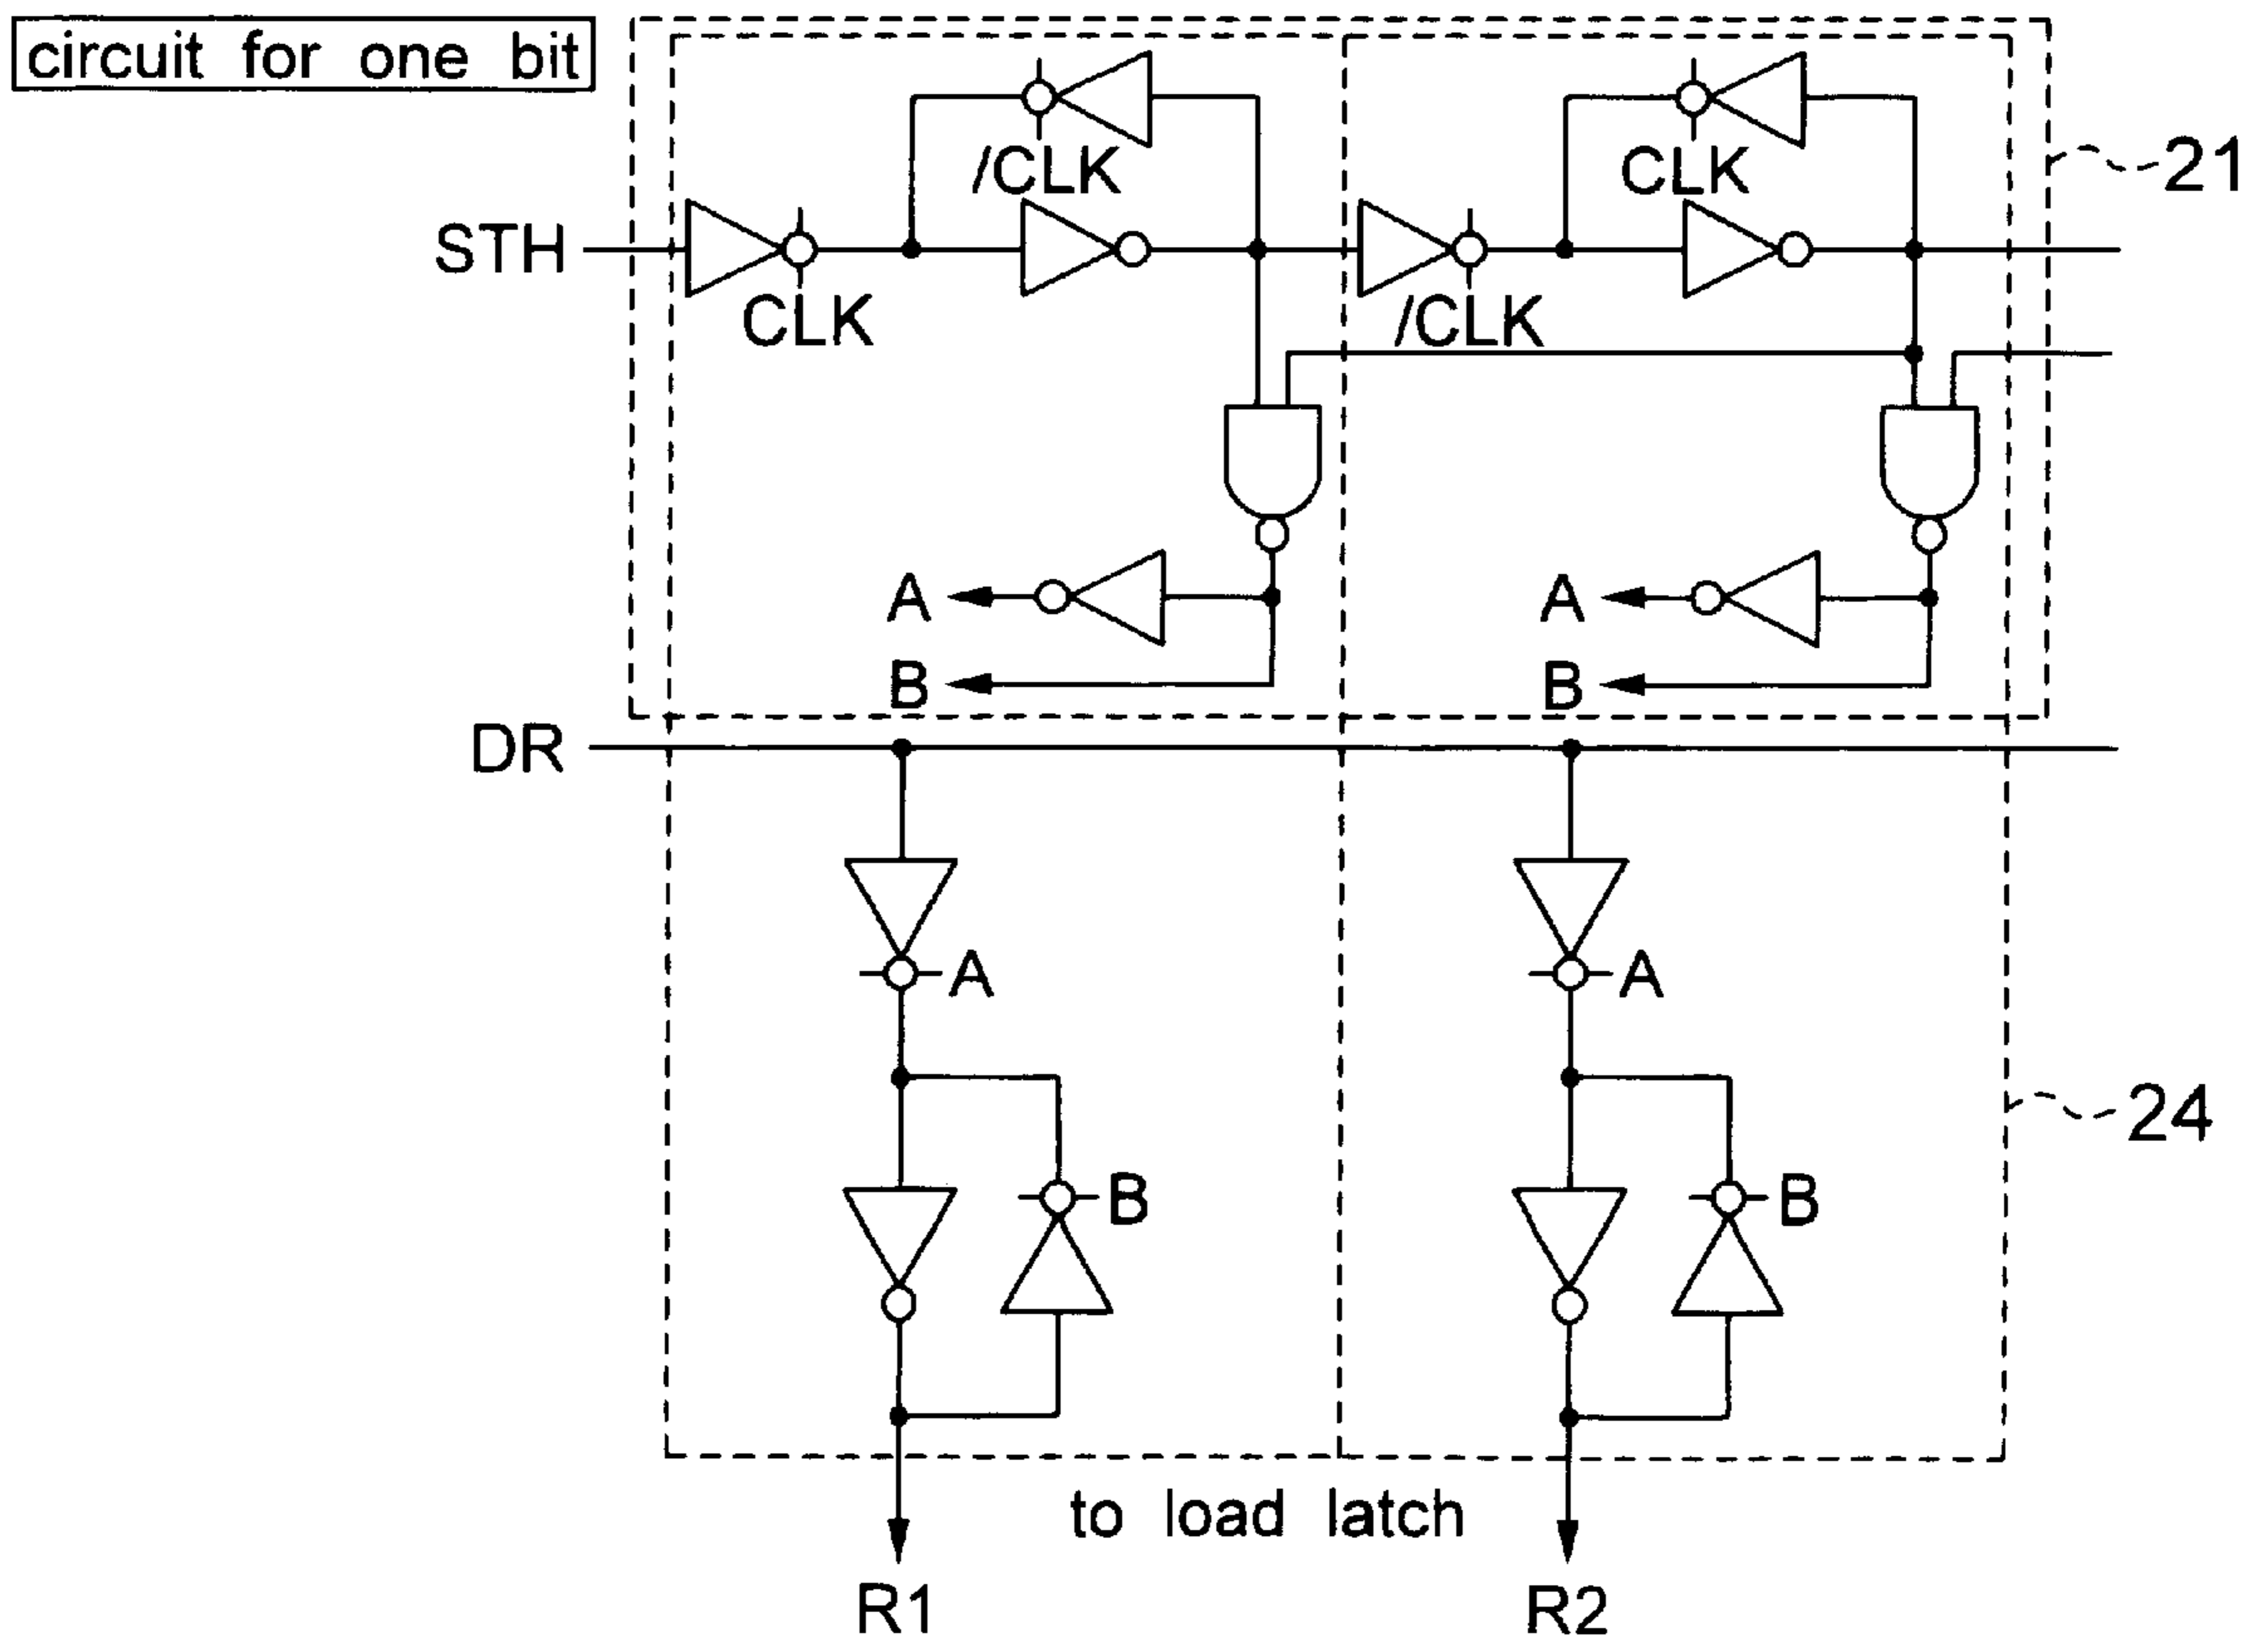 circuit for one bit
/CLK
CLK
21
STH
CLK
/CLK
A
A
B
B
DR
A
A
24
B
B
to load latch
R1
R2